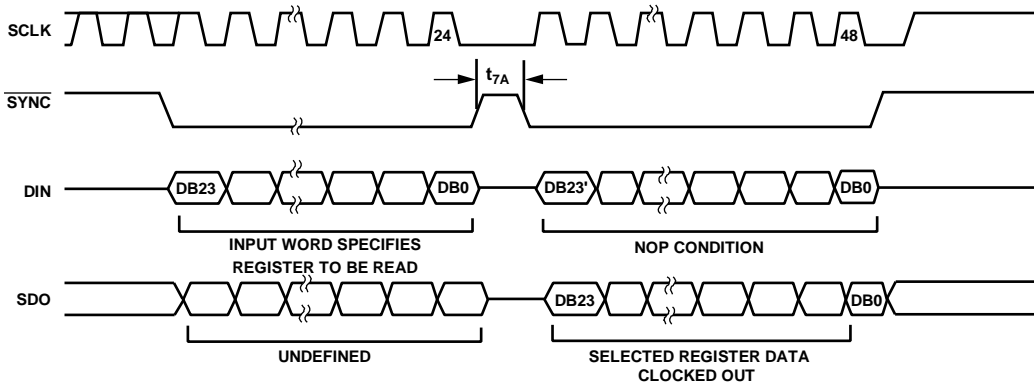 SCLK
24
48
t7A
SYNC
DIN
DB23
DB0
DB23'
DB0
INPUT WORD SPECIFIES
REGISTER TO BE READ
NOP CONDITION
SDO
DB23
DB0
UNDEFINED
SELECTED REGISTER DATA
CLOCKED OUT